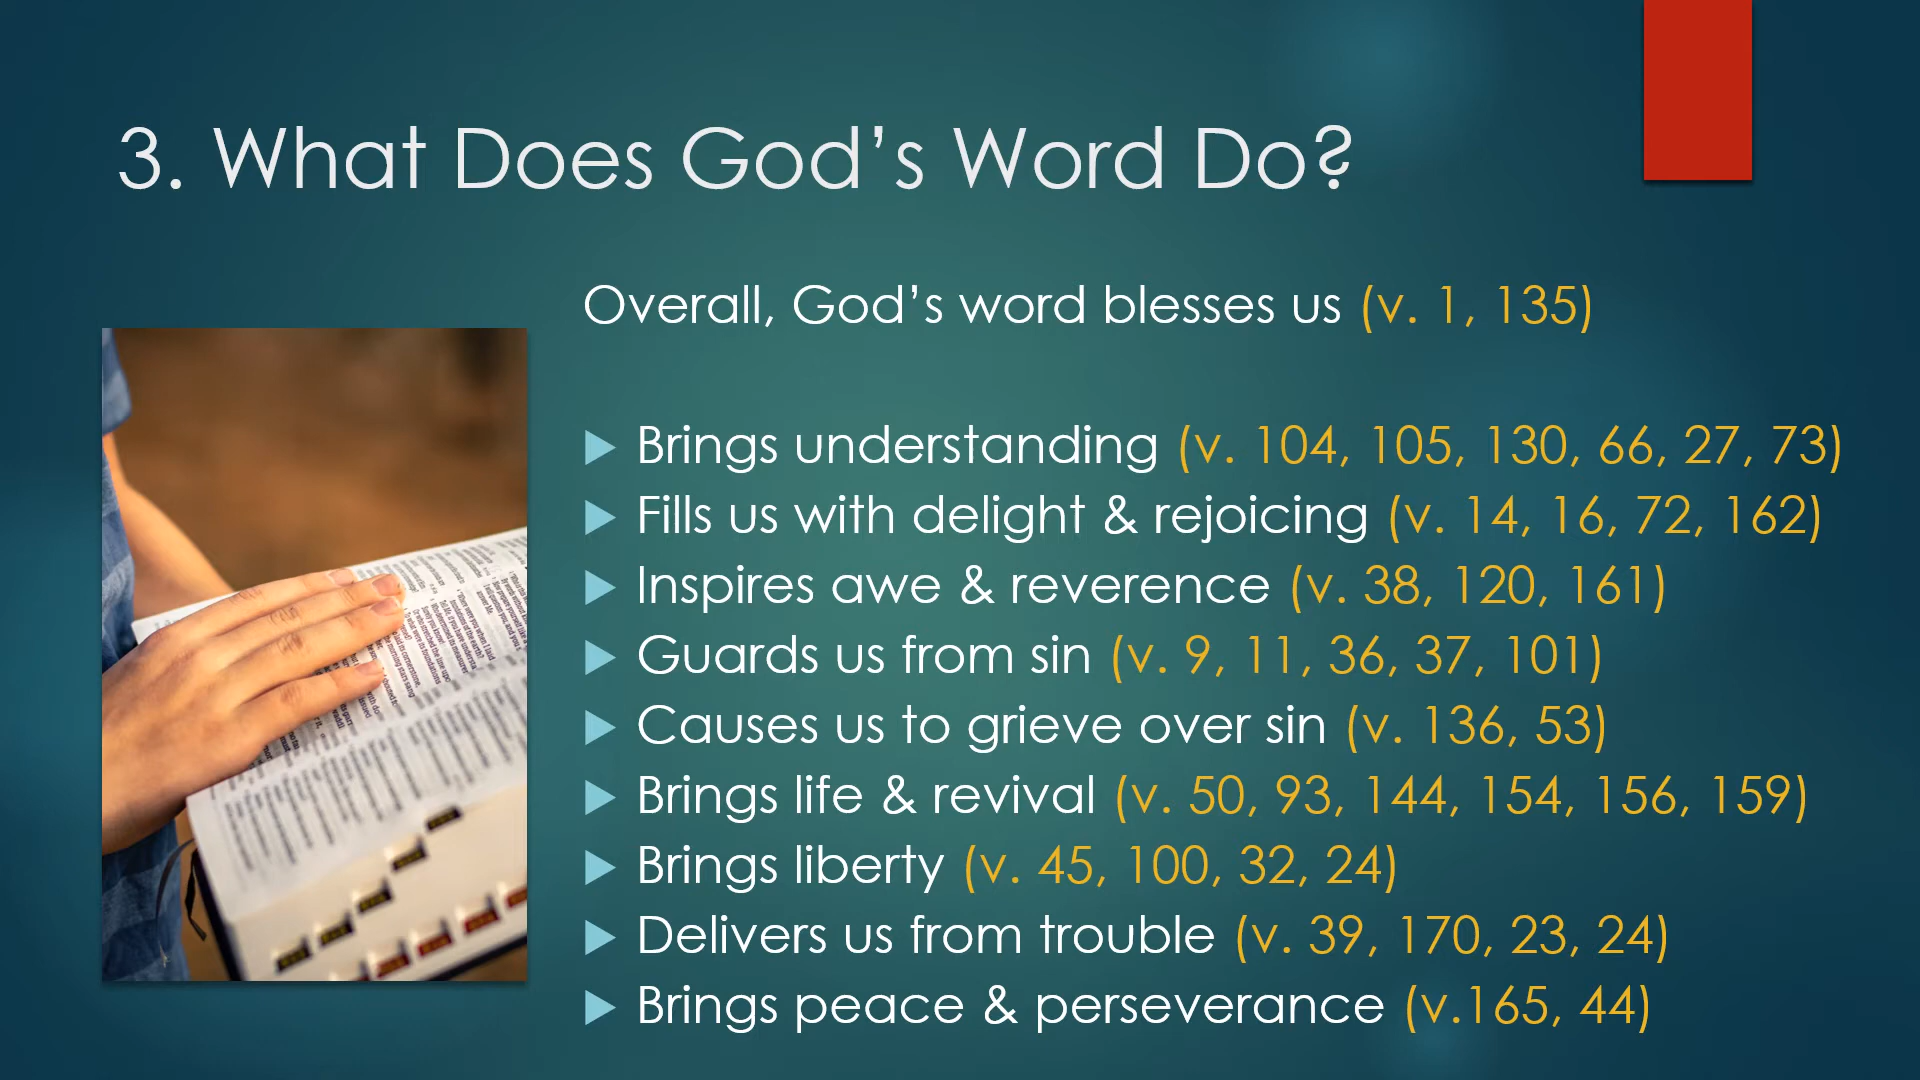 3. What Does God’s Word Do?
Overall, God’s word blesses us (v. 1, 135)
Brings understanding (v. 104, 105, 130, 66, 27, 73)
Fills us with delight & rejoicing (v. 14, 16, 72, 162)
Inspires awe & reverence (v. 38, 120, 161)
Guards us from sin (v. 9, 11, 36, 37, 101)
Causes us to grieve over sin (v. 136, 53)
Brings life & revival (v. 50, 93, 144, 154, 156, 159)
Brings liberty (v. 45, 100, 32, 24)
Delivers us from trouble (v. 39, 170, 23, 24)
Brings peace & perseverance (v.165, 44)